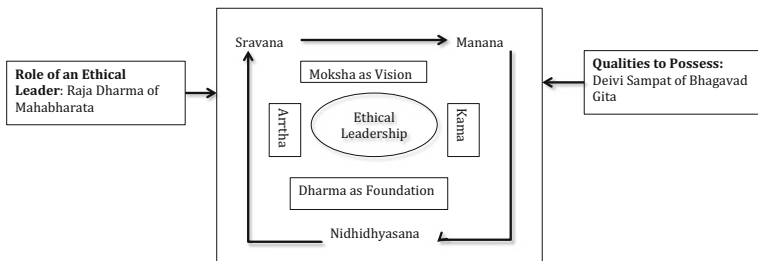 Role of an Ethical
Leader: Raja Dharma of
Mahabharata
Sravana
Manana
Moksha as Vision
Arrtha
Ethical
Leadership
Kama
Dharma as Foundation
Nidhidhyasana
Qualities to Possess:
Deivi Sampat of Bhagavad
Gita